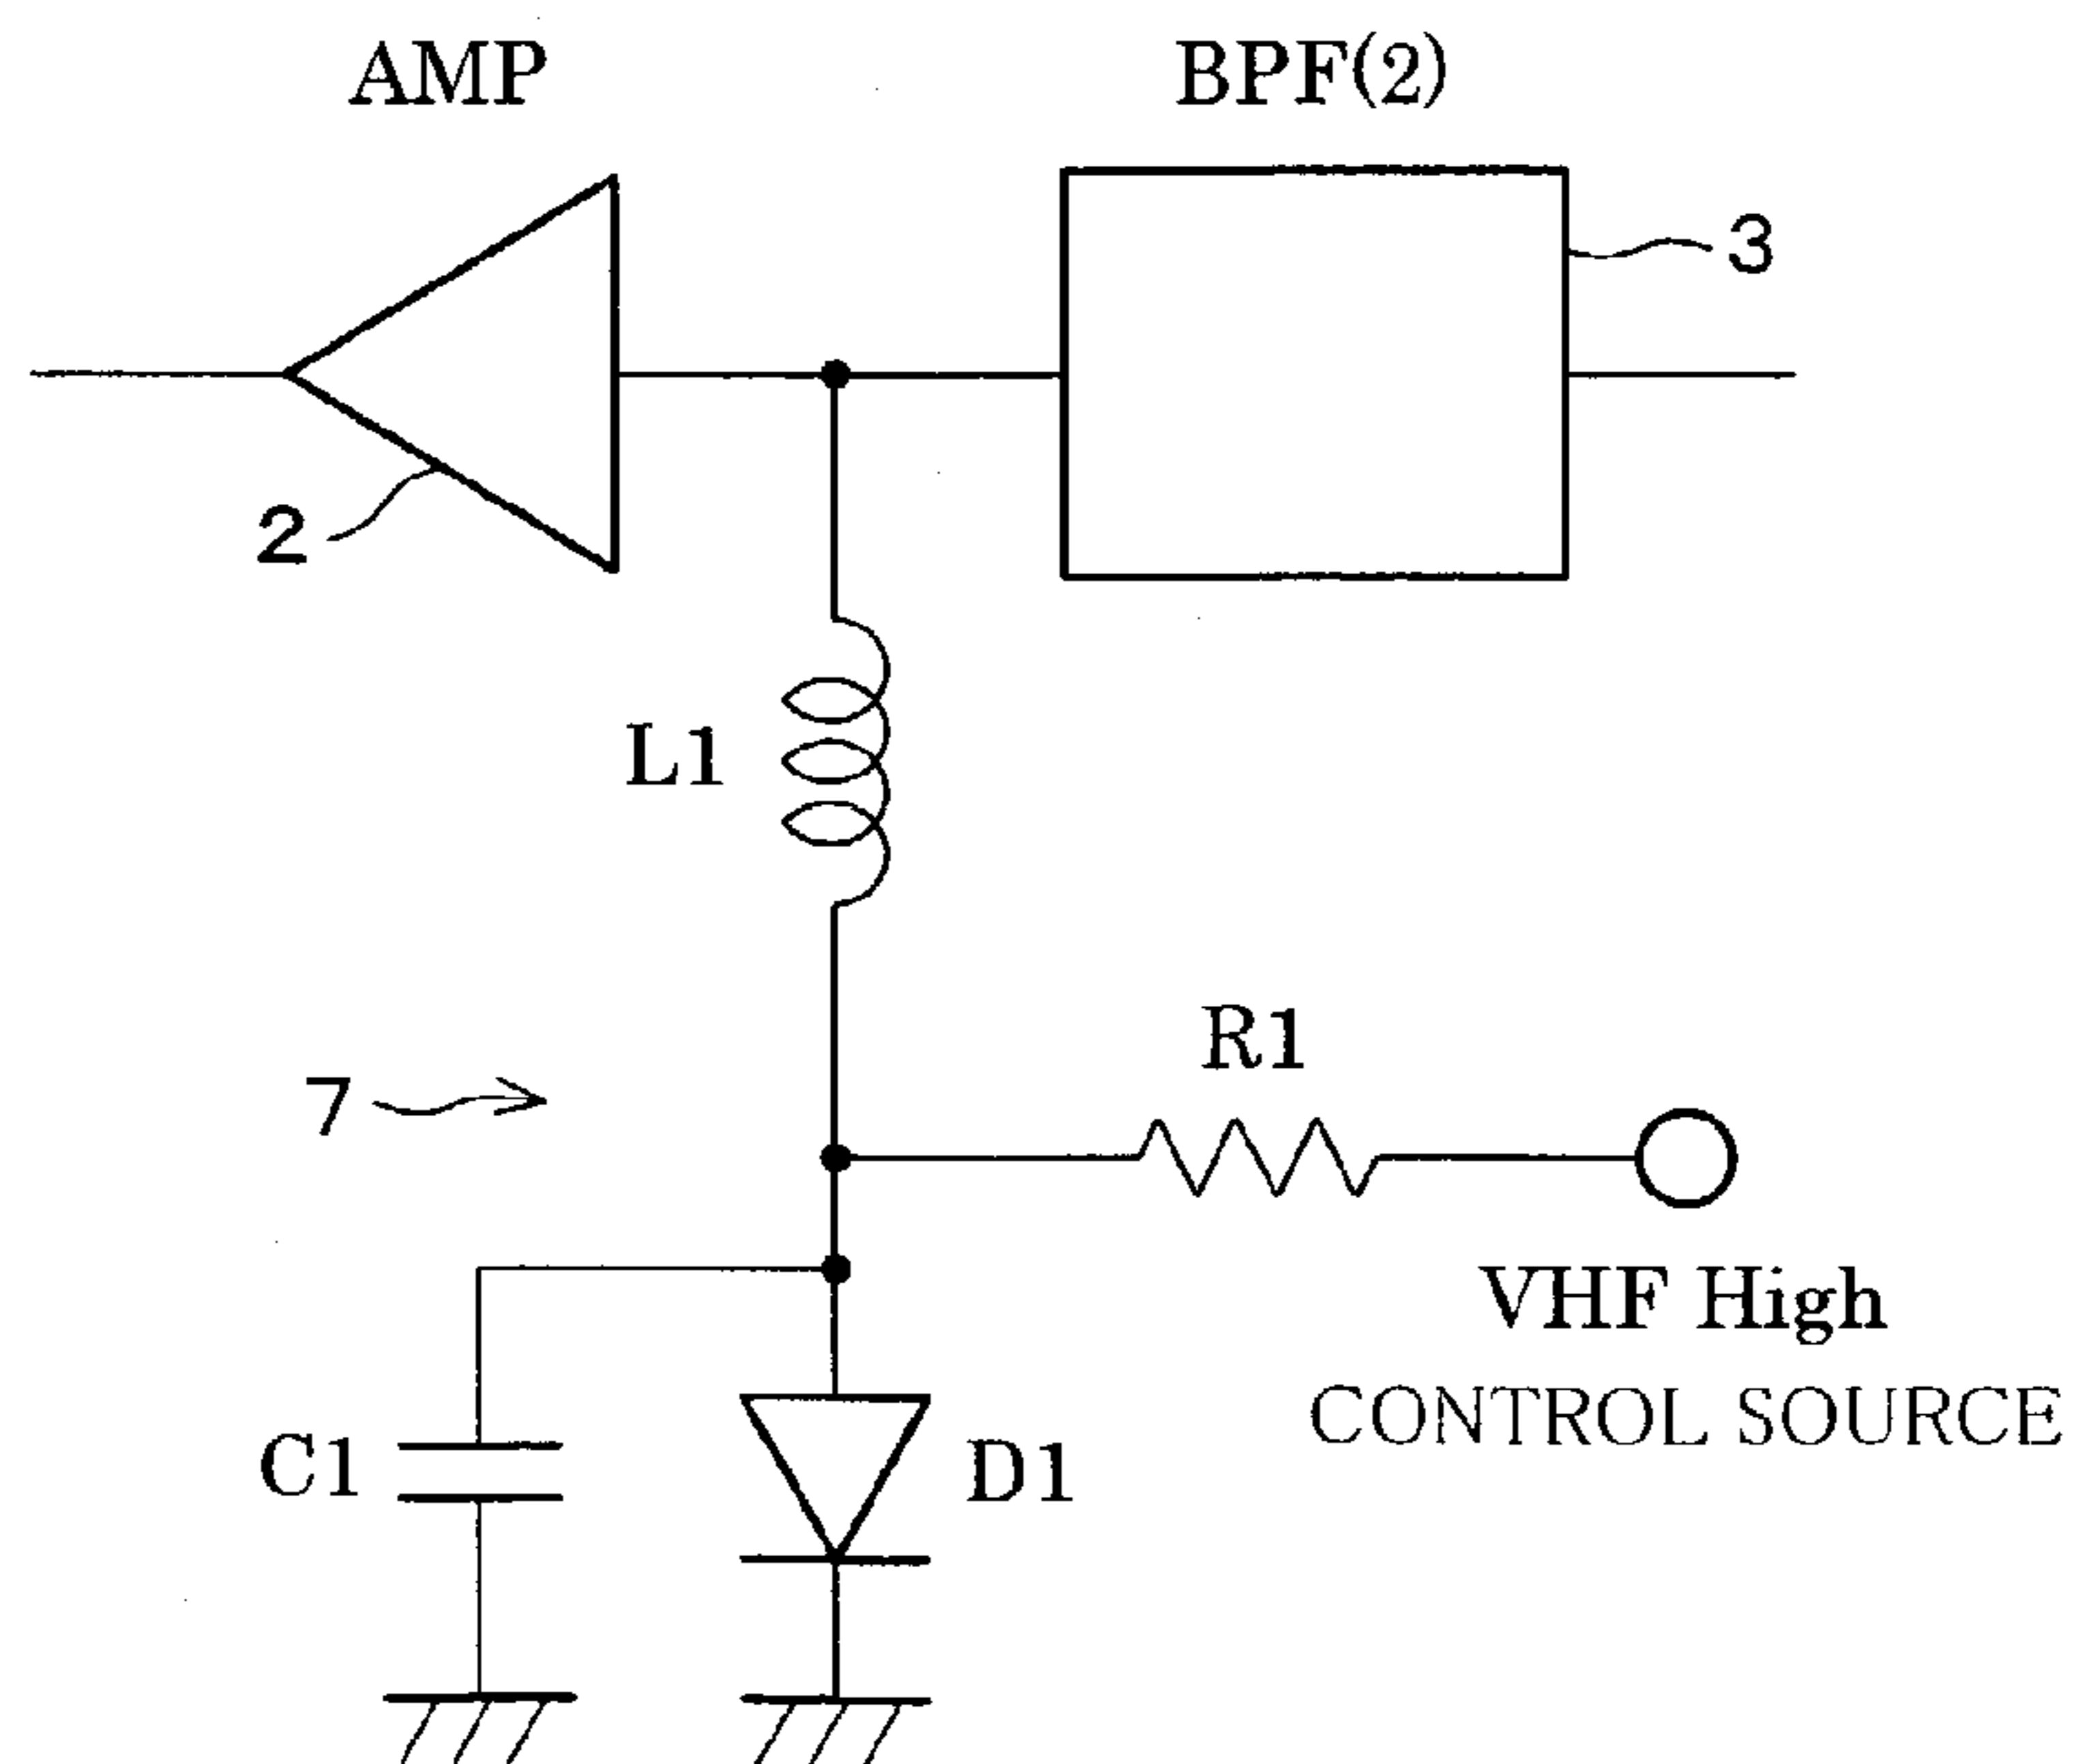 AMP
BPF(2)
3
2
L1
R1
7
VHF High
CONTROL SOURCE
C1
D1